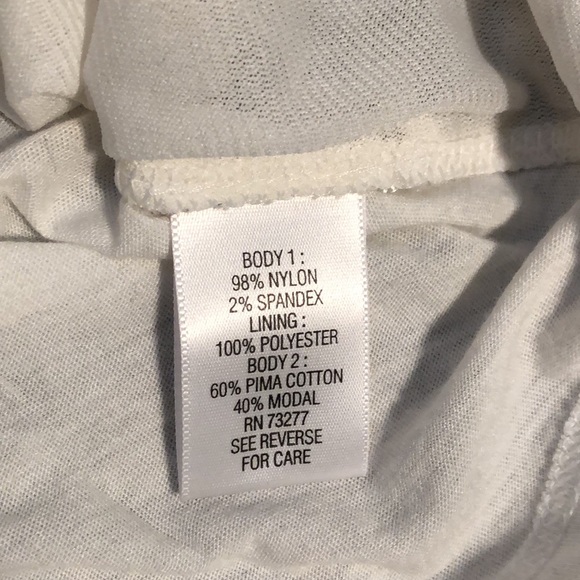 BODY 1 :
98% NYLON
2% SPANDEX
LINING :
100% POLYESTER
BODY 2 :
60% PIMA COTTON
40% MODAL
RN 73277
SEE REVERSE
FOR CARE